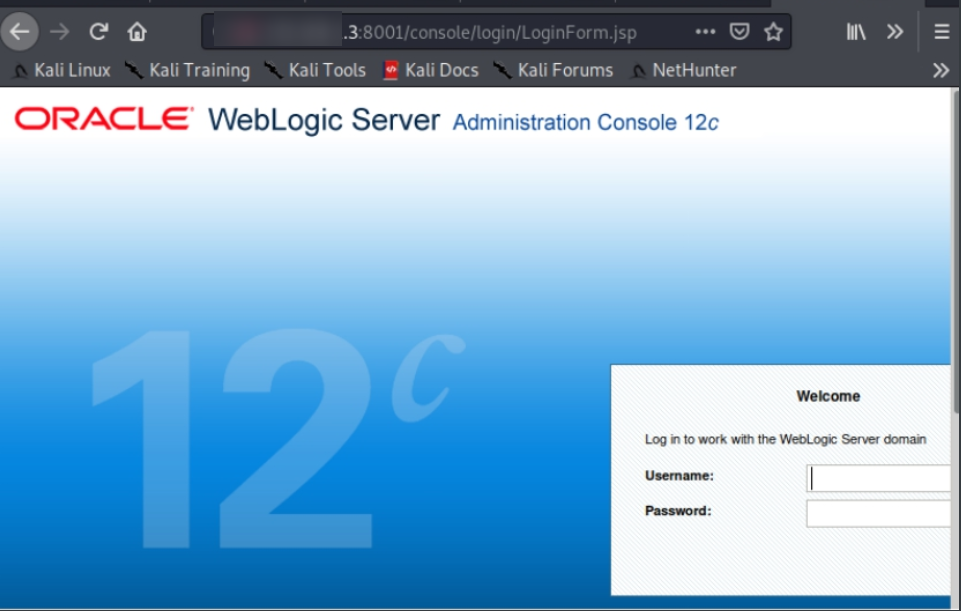 .3:8001/console/login/LoginForm.jsp
Kali Linux Kali Training Kali Tools Kali Docs Kali Forums NetHunter
ORACLE WebLogic Server Administration Console 12c
12c
Welcome
Log in to work with the WebLogic Server domain
Username:
Password: